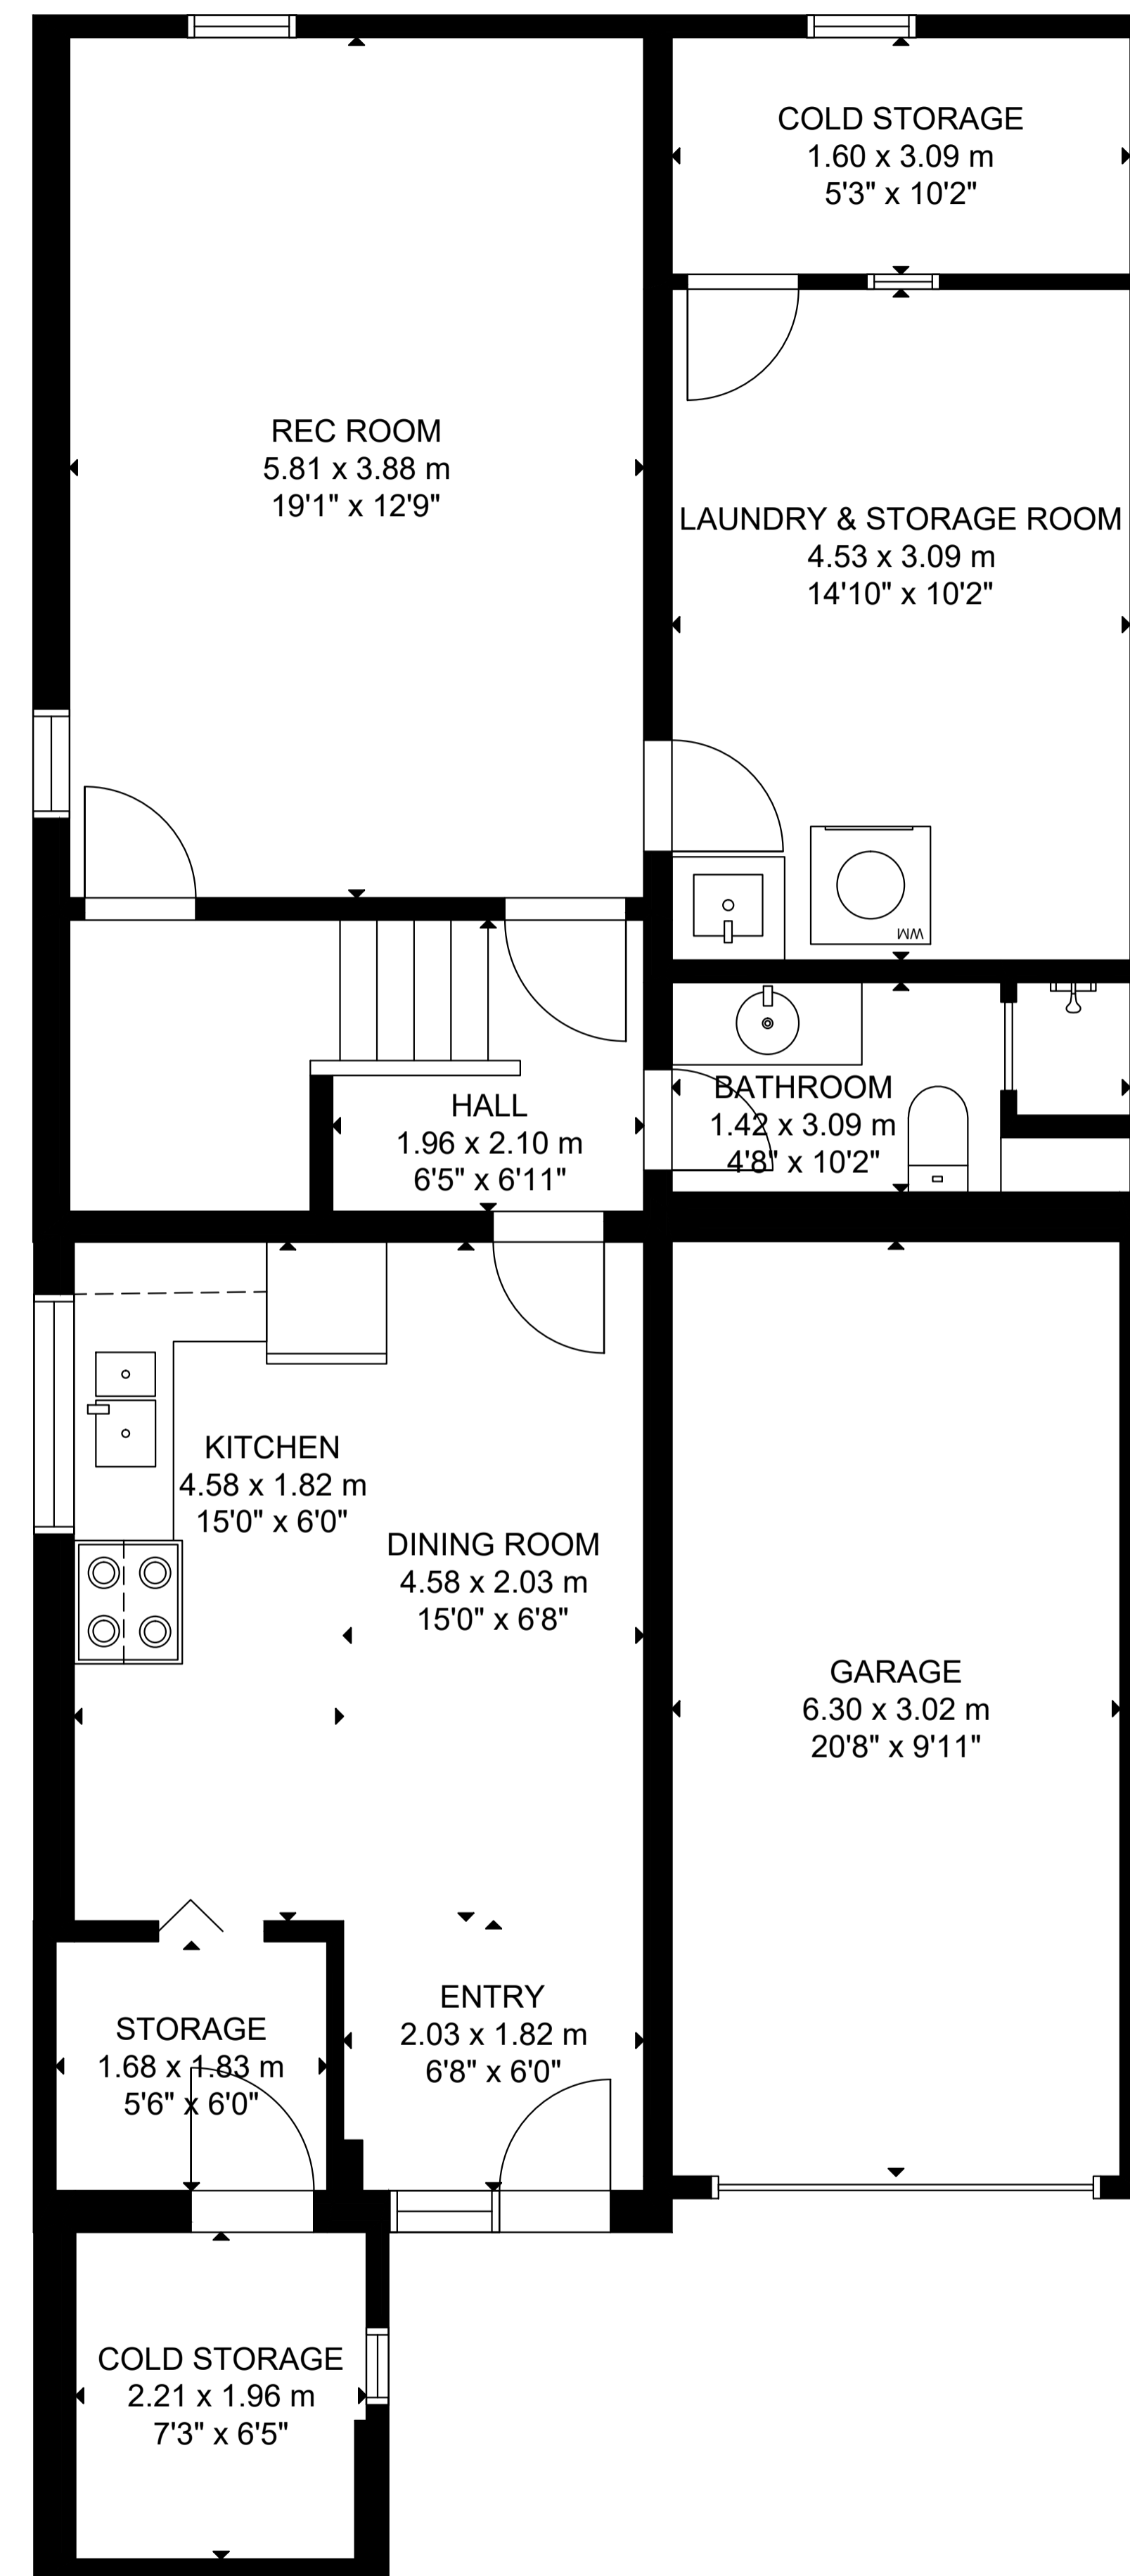 COLD STORAGE
1.60 x 3.09 m
5'3" x 10'2"
REC ROOM
5.81 x 3.88 m
19'1" x 12'9"
LAUNDRY & STORAGE ROOM
4.53 x 3.09 m
14'10" x 10'2"
WM
BATHROOM
1.42 x 3.09 m
4'8" x 10'2"
HALL
1.96 x 2.10 m
6'5" x 6'11"
KITCHEN
4.58 x 1.82 m
15'0" x 6'0"
DINING ROOM
4.58 x 2.03 m
15'0" x 6'8"
GARAGE
6.30 x 3.02 m
20'8" x 9'11"
ENTRY
2.03 x 1.82 m
6'8" x 6'0"
STORAGE
1.68 x 1.83 m
5'6" x 6'0"
COLD STORAGE
2.21 x 1.96 m
7'3" x 6'5"